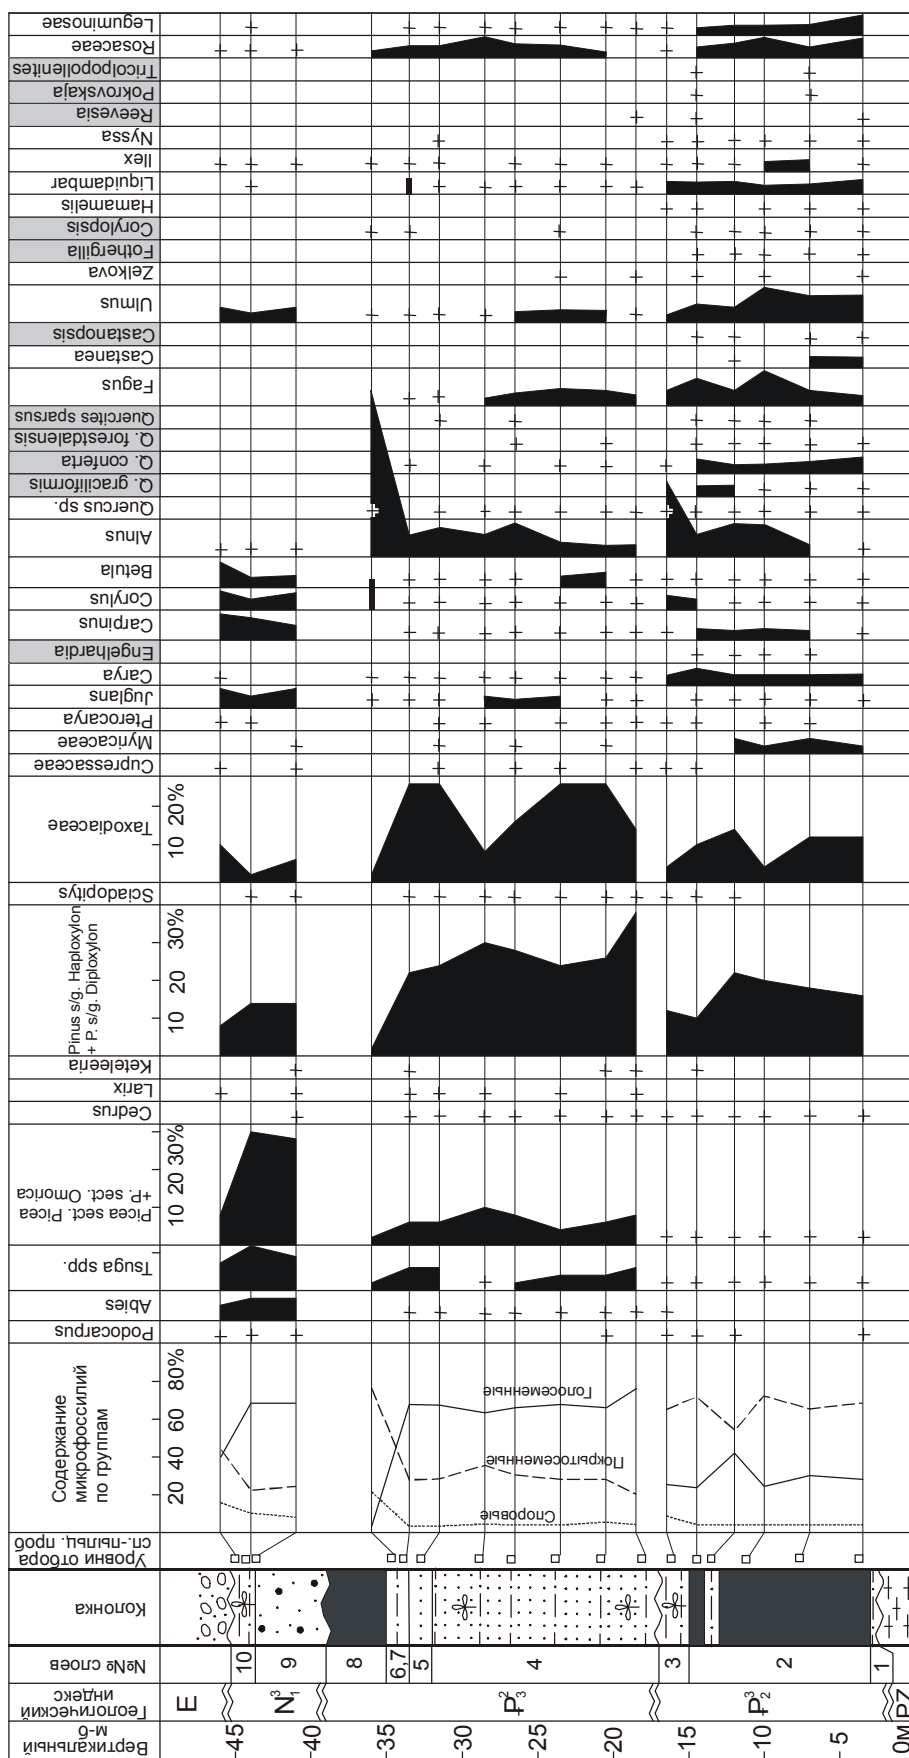 Leguminosae
Rosaceae
Tricolpopollenites
Pokrovskaja
Reevesia
Nyssa
Ilex
Liquidambar
Hamamelis
Corylopsis
Fothergilla
Zelkova
Ulmus
Castanopsis
Castanea
Fagus
Quercites sparsus
Q. forestdalensis
Q. conferta
Q. graciliformis
Quercus sp.
Alnus
Betula
Corylus
Carpinus
Engelhardia
Carya
Juglans
Pterocarya
Myricaceae
Cupressaceae
Taxodiaceae
10 20%
Sciadopitys
Pinus s/g. Haploxylon
+ P. s/g. Diploxylon
10 20 30%
Keteleeria
Larix
Cedrus
Picea sect. Picea
+P. sect. Omorica
10 20 30%
Tsuga spp.
Abies
Podocarpus
Содержание
микрофоссилий
по группам
20 40 60 80%
Голосеменные
Покрытосеменные
Споровые
Уровни отбора
сп.-пыльц. проб
Колонка
№№ слоев
10
9
8
6,7
5
4
3
2
1
Геологический
индекс
E
N³₁
P²₃
P³₂
PZ
Вертикальный
м-б
45
40
35
30
25
20
15
10
5
0м